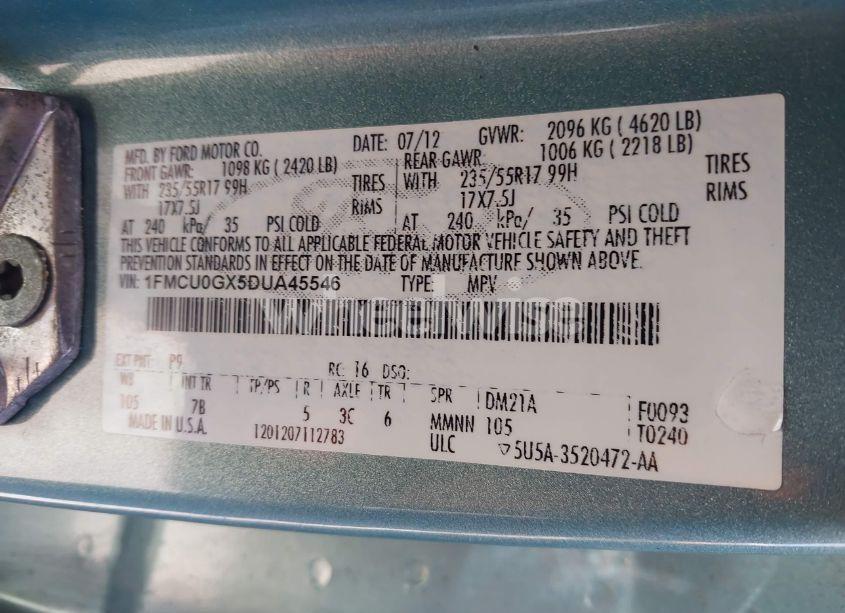 MFD. BY FORD MOTOR CO. DATE: 07/12 GVWR: 2096 KG ( 4620 LB)
FRONT GAWR: 1098 KG ( 2420 LB) REAR GAWR: 1006 KG ( 2218 LB)
WITH 235/55R17 99H TIRES WITH 235/55R17 99H TIRES
17X7.5J RIMS 17X7.5J RIMS
AT 240 kPa/ 35 PSI COLD AT 240 kPa/ 35 PSI COLD
THIS VEHICLE CONFORMS TO ALL APPLICABLE FEDERAL MOTOR VEHICLE SAFETY AND THEFT
PREVENTION STANDARDS IN EFFECT ON THE DATE OF MANUFACTURE SHOWN ABOVE.
VIN: 1FMCU0GX5DUA45546 TYPE: MPV
EXT PNT: P9 RC: 16 DSO:
WB INT TR TP/PS R AXLE TR SPR DM21A F0093
105 7B 5 3C 6 MMNN 105 T0240
MADE IN U.S.A. 1201207112783 ULC 5U5A-3520472-AA